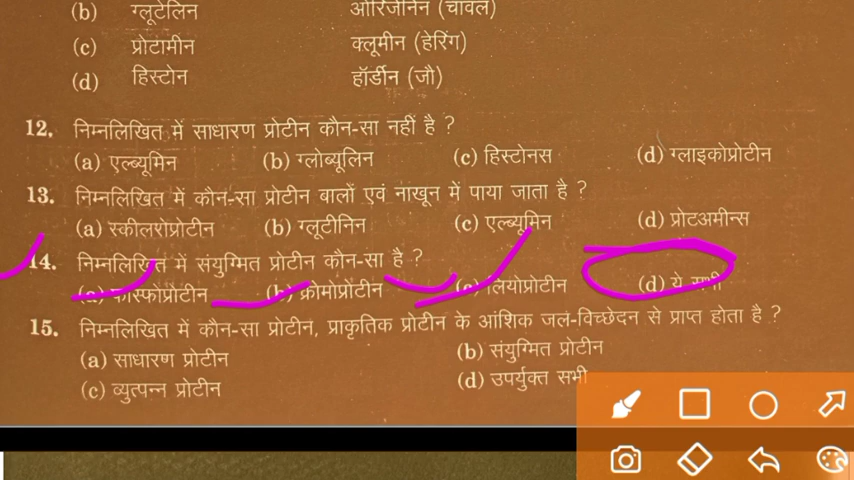 (b) ग्लूटेलिन ओरिजेनिन (चावल)
(c) प्रोटामीन क्लूमीन (हेरिंग)
(d) हिस्टोन हॉर्डीन (जौ)
12. निम्नलिखित में साधारण प्रोटीन कौन-सा नहीं है ?
(a) एल्ब्यूमिन (b) ग्लोब्यूलिन (c) हिस्टोनस (d) ग्लाइकोप्रोटीन
13. निम्नलिखित में कौन-सा प्रोटीन बालों एवं नाखून में पाया जाता है ?
(a) स्कीलरोप्रोटीन (b) ग्लूटीनिन (c) एल्ब्यूमिन (d) प्रोटअमीन्स
14. निम्नलिखित में संयुग्मित प्रोटीन कौन-सा है ?
(a) फास्फोप्रोटीन (b) क्रोमोप्रोटीन (c) लियोप्रोटीन (d) ये सभी
15. निम्नलिखित में कौन-सा प्रोटीन, प्राकृतिक प्रोटीन के आंशिक जल-विच्छेदन से प्राप्त होता है ?
(a) साधारण प्रोटीन (b) संयुग्मित प्रोटीन
(c) व्युत्पन्न प्रोटीन (d) उपर्युक्त सभी